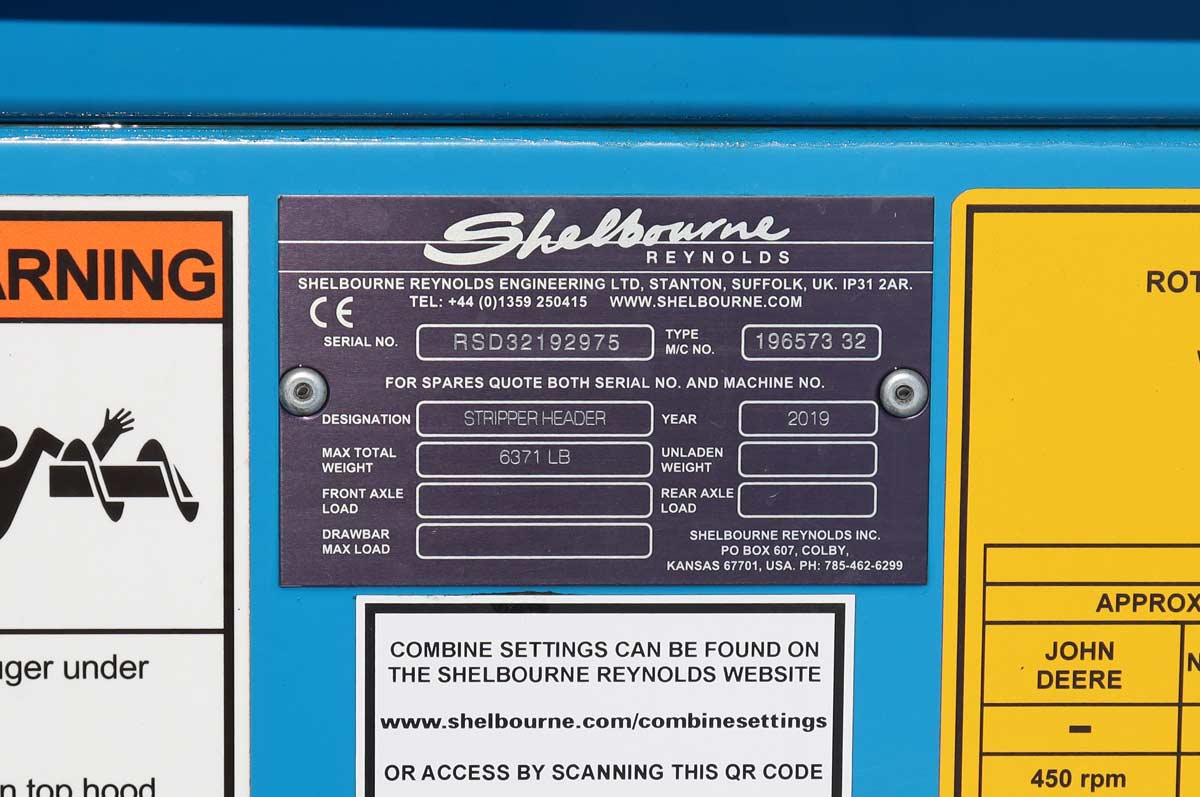 Shelbourne
REYNOLDS
SHELBOURNE REYNOLDS ENGINEERING LTD, STANTON, SUFFOLK, UK. IP31 2AR.
TEL: +44 (0)1359 250415 WWW.SHELBOURNE.COM
CE
SERIAL NO. RSD32192975 TYPE M/C NO. 196573 32
FOR SPARES QUOTE BOTH SERIAL NO. AND MACHINE NO.
DESIGNATION STRIPPER HEADER YEAR 2019
MAX TOTAL WEIGHT 6371 LB UNLADEN WEIGHT
FRONT AXLE LOAD REAR AXLE LOAD
DRAWBAR MAX LOAD
SHELBOURNE REYNOLDS INC.
PO BOX 607, COLBY,
KANSAS 67701, USA. PH: 785-462-6299
COMBINE SETTINGS CAN BE FOUND ON
THE SHELBOURNE REYNOLDS WEBSITE
www.shelbourne.com/combinesettings
OR ACCESS BY SCANNING THIS QR CODE
ARNING
ger under
n top hood
ROT
APPROX
JOHN
DEERE
N
-
450 rpm